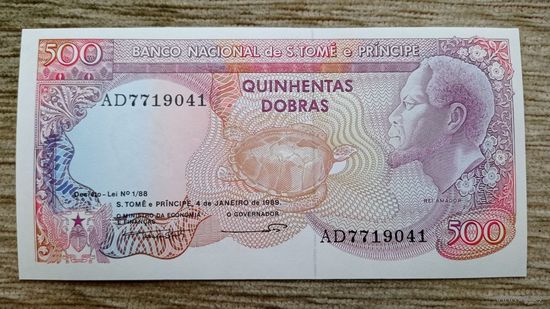 500
BANCO NACIONAL de S. TOMÉ e PRÍNCIPE
QUINHENTAS
DOBRAS
AD7719041
Decreto - Lei Nº 1/88
S. TOMÉ e PRÍNCIPE, 4 de JANEIRO de 1989.
O MINISTRO DA ECONOMIA
E FINANÇAS
O GOVERNADOR
REI AMADOR
AD7719041
500